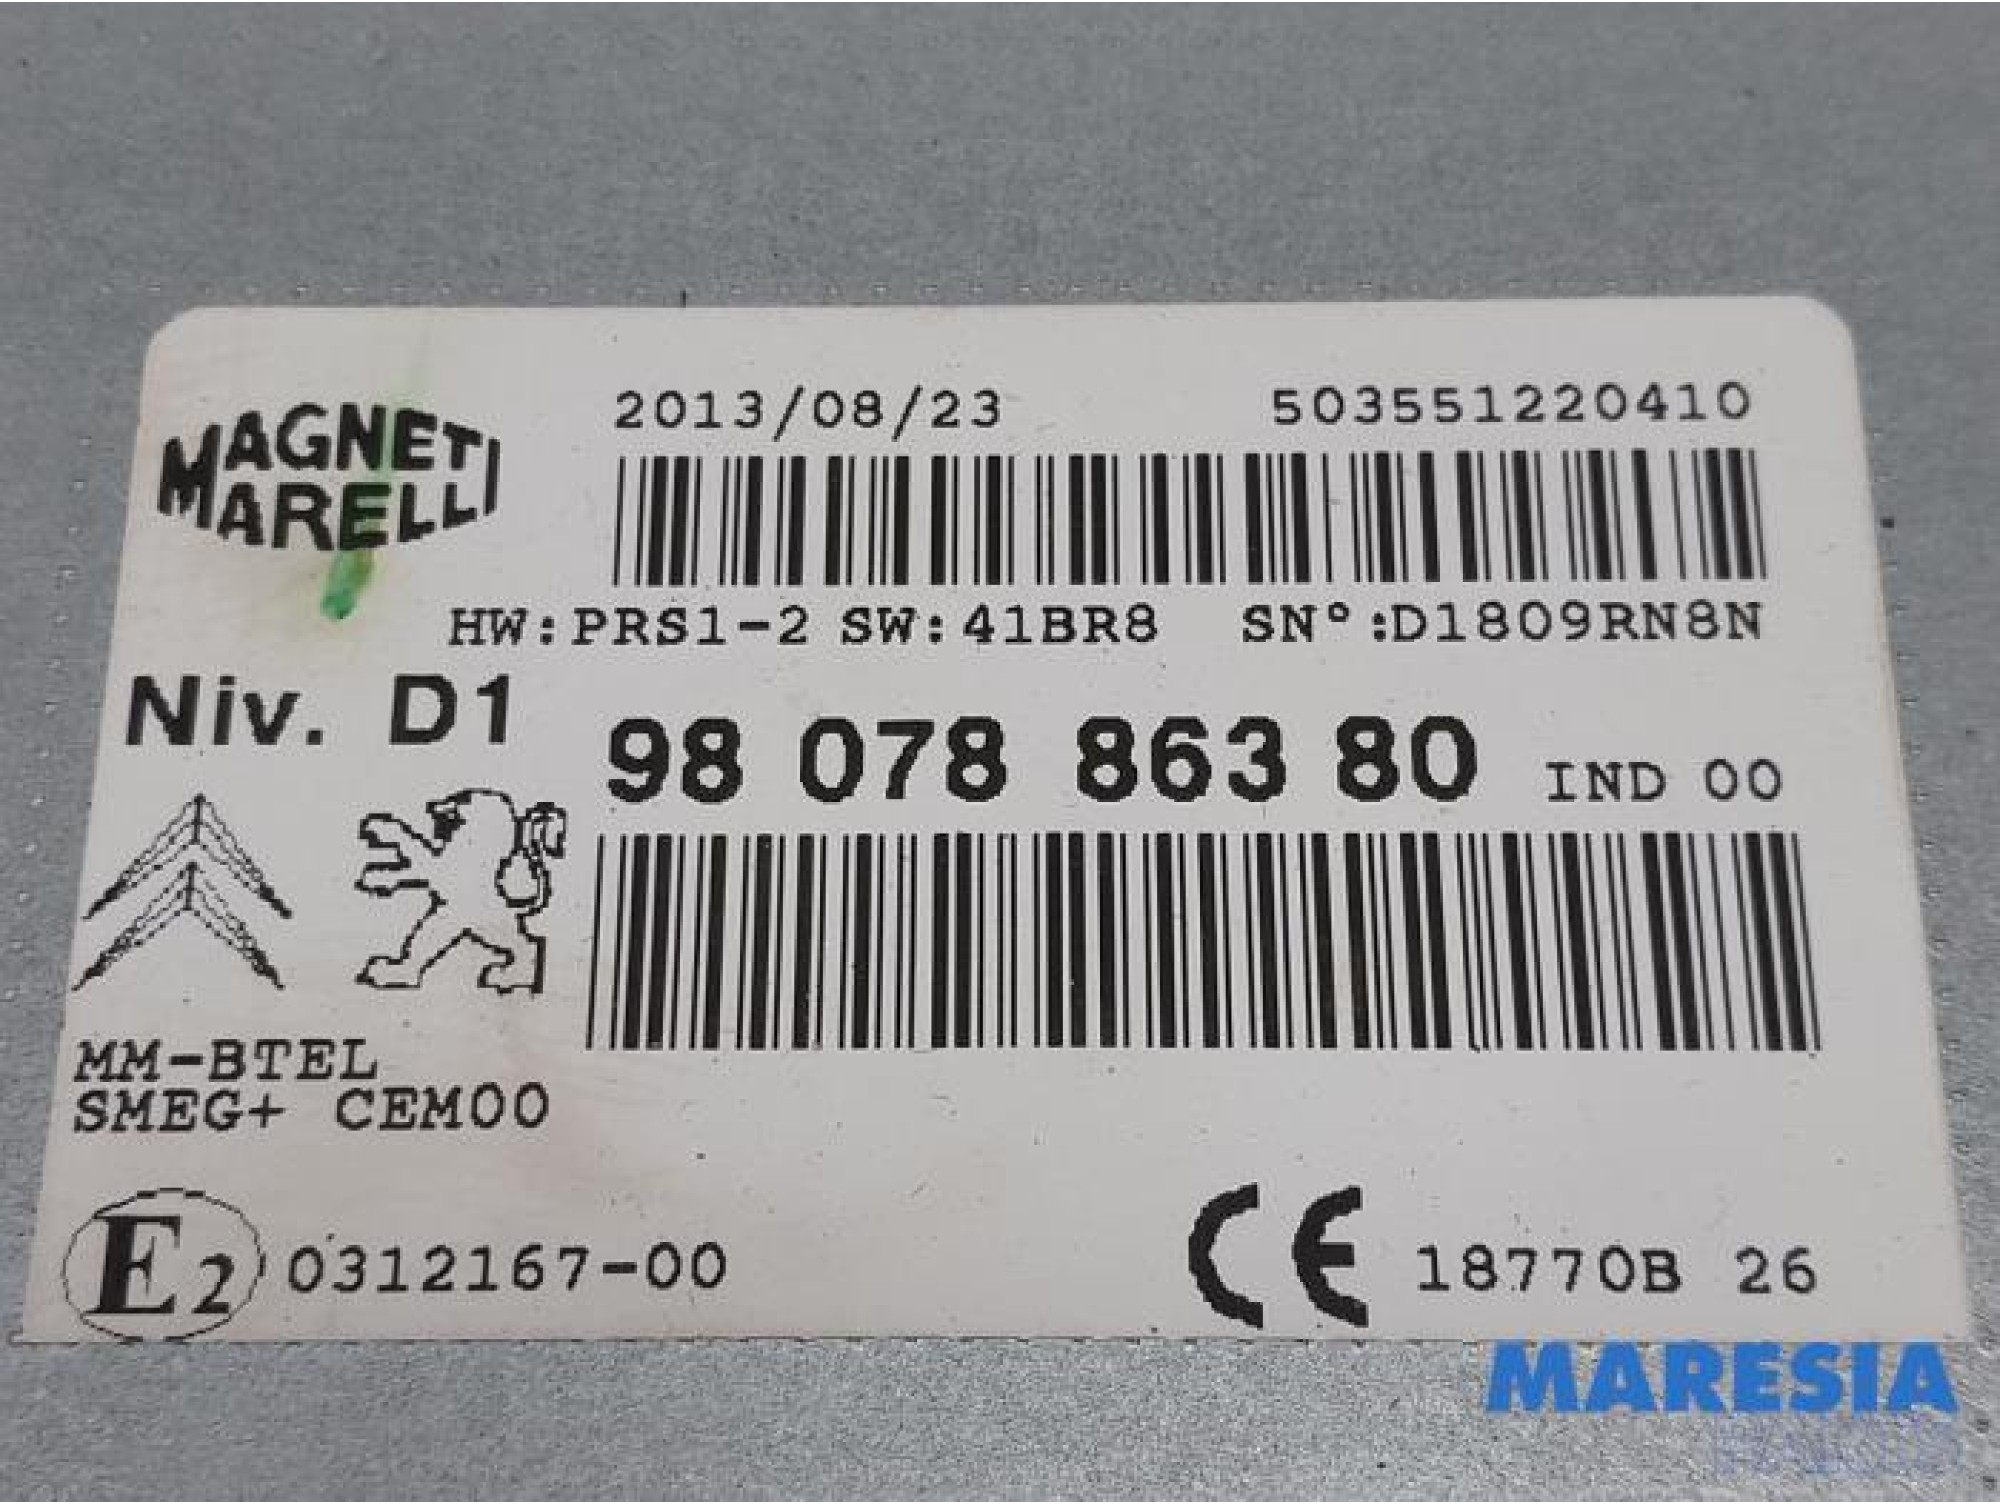 MAGNETI
MARELLI
2013/08/23 503551220410
HW:PRS1-2 SW:41BR8 SN°:D1809RN8N
Niv. D1
98 078 863 80 IND 00
MM-BTEL
SMEG+ CEM00
E2 0312167-00
CE 18770B 26
MARESIA